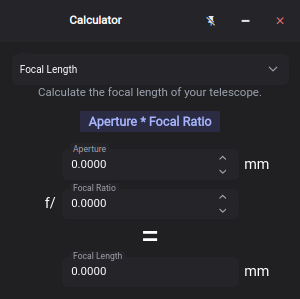 Calculator
Focal Length
Calculate the focal length of your telescope.
Aperture * Focal Ratio
Aperture
0.0000 mm
Focal Ratio
f/ 0.0000
=
Focal Length
0.0000 mm